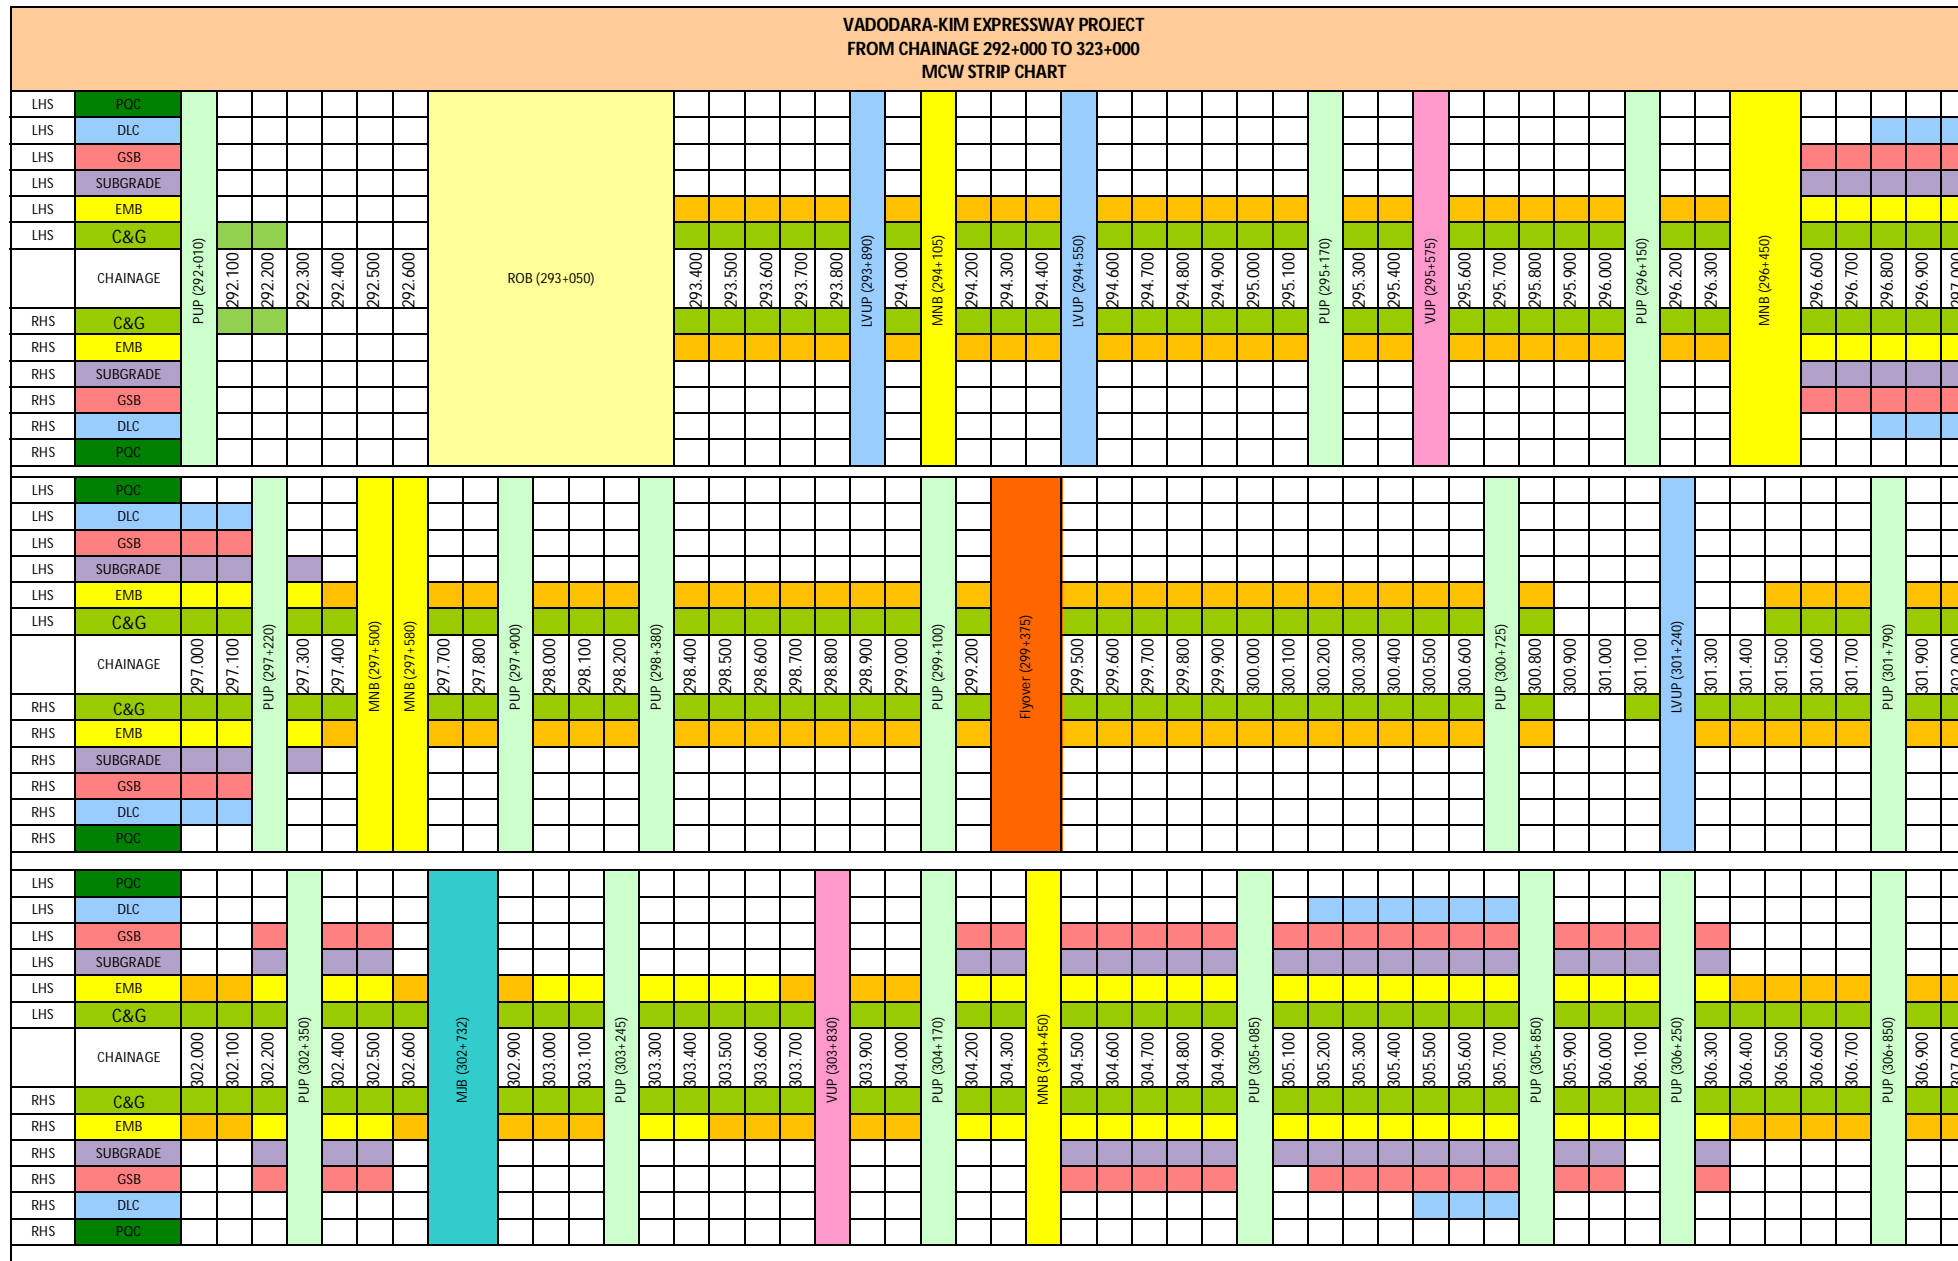 VADODARA-KIM EXPRESSWAY PROJECT
FROM CHAINAGE 292+000 TO 323+000
MCW STRIP CHART
LHS PQC
LHS DLC
LHS GSB
LHS SUBGRADE
LHS EMB
LHS C&G
CHAINAGE PUP (292+010) 292.100 292.200 292.300 292.400 292.500 292.600 ROB (293+050) 293.400 293.500 293.600 293.700 293.800 LVUP (293+890) 294.000 MNB (294+105) 294.200 294.300 294.400 LVUP (294+550) 294.600 294.700 294.800 294.900 295.000 295.100 PUP (295+170) 295.300 295.400 VUP (295+575) 295.600 295.700 295.800 295.900 296.000 PUP (296+150) 296.200 296.300 MNB (296+450) 296.600 296.700 296.800 296.900 297.000
RHS C&G
RHS EMB
RHS SUBGRADE
RHS GSB
RHS DLC
RHS PQC
LHS PQC
LHS DLC
LHS GSB
LHS SUBGRADE
LHS EMB
LHS C&G
CHAINAGE 297.000 297.100 PUP (297+220) 297.300 297.400 MNB (297+500) MNB (297+580) 297.700 297.800 PUP (297+900) 298.000 298.100 298.200 PUP (298+380) 298.400 298.500 298.600 298.700 298.800 298.900 299.000 PUP (299+100) 299.200 Flyover (299+375) 299.500 299.600 299.700 299.800 299.900 300.000 300.100 300.200 300.300 300.400 300.500 300.600 PUP (300+725) 300.800 300.900 301.000 301.100 LVUP (301+240) 301.300 301.400 301.500 301.600 301.700 PUP (301+790) 301.900 302.000
RHS C&G
RHS EMB
RHS SUBGRADE
RHS GSB
RHS DLC
RHS PQC
LHS PQC
LHS DLC
LHS GSB
LHS SUBGRADE
LHS EMB
LHS C&G
CHAINAGE 302.000 302.100 302.200 PUP (302+350) 302.400 302.500 302.600 MJB (302+732) 302.900 303.000 303.100 PUP (303+245) 303.300 303.400 303.500 303.600 303.700 VUP (303+830) 303.900 304.000 PUP (304+170) 304.200 304.300 MNB (304+450) 304.500 304.600 304.700 304.800 304.900 PUP (305+085) 305.100 305.200 305.300 305.400 305.500 305.600 305.700 PUP (305+850) 305.900 306.000 306.100 PUP (306+250) 306.300 306.400 306.500 306.600 306.700 PUP (306+850) 306.900 307.000
RHS C&G
RHS EMB
RHS SUBGRADE
RHS GSB
RHS DLC
RHS PQC